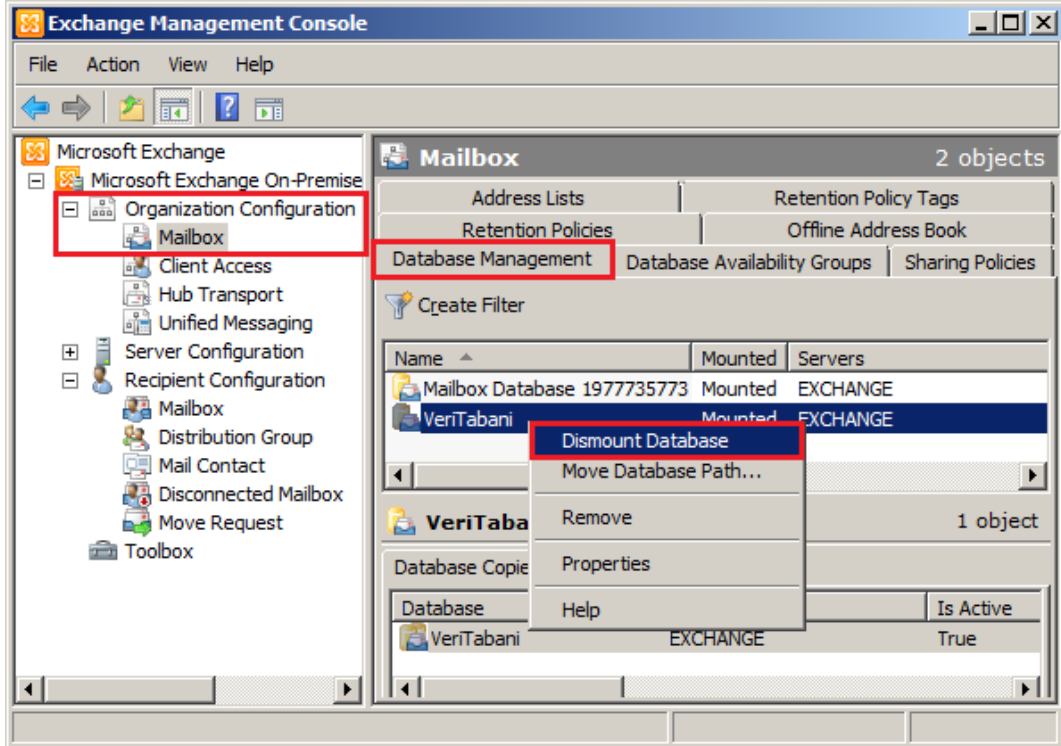 Exchange Management Console
File Action View Help
Microsoft Exchange
Microsoft Exchange On-Premise
Organization Configuration
Mailbox
Client Access
Hub Transport
Unified Messaging
Server Configuration
Recipient Configuration
Mailbox
Distribution Group
Mail Contact
Disconnected Mailbox
Move Request
Toolbox
Mailbox 2 objects
Address Lists Retention Policy Tags
Retention Policies Offline Address Book
Database Management Database Availability Groups Sharing Policies
Create Filter
Name Mounted Servers
Mailbox Database 1977735773 Mounted EXCHANGE
VeriTabani Mounted EXCHANGE
Dismount Database
Move Database Path...
Remove
Properties
Help
VeriTaba 1 object
Database Copie
Database Is Active
VeriTabani EXCHANGE True